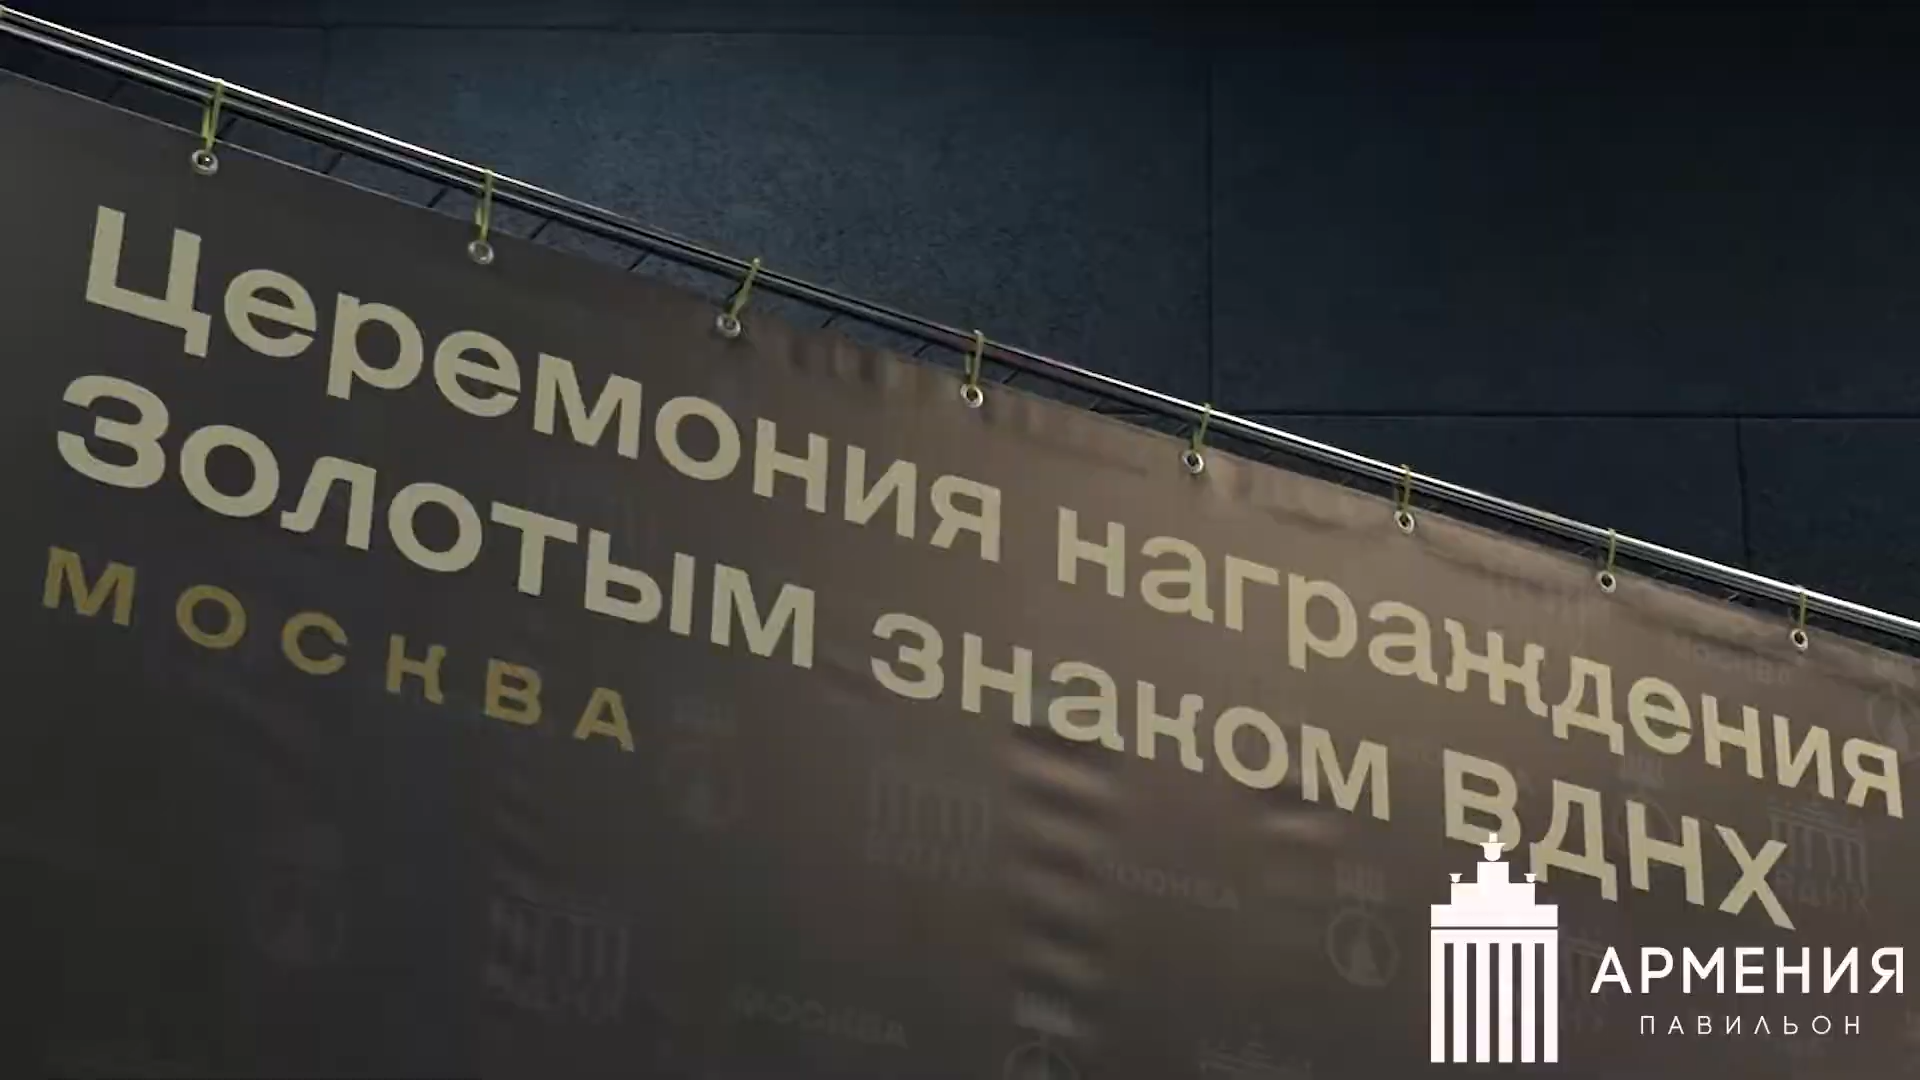 Церемония награждения
Золотым знаком ВДНХ
МОСКВА
АРМЕНИЯ
ПАВИЛЬОН